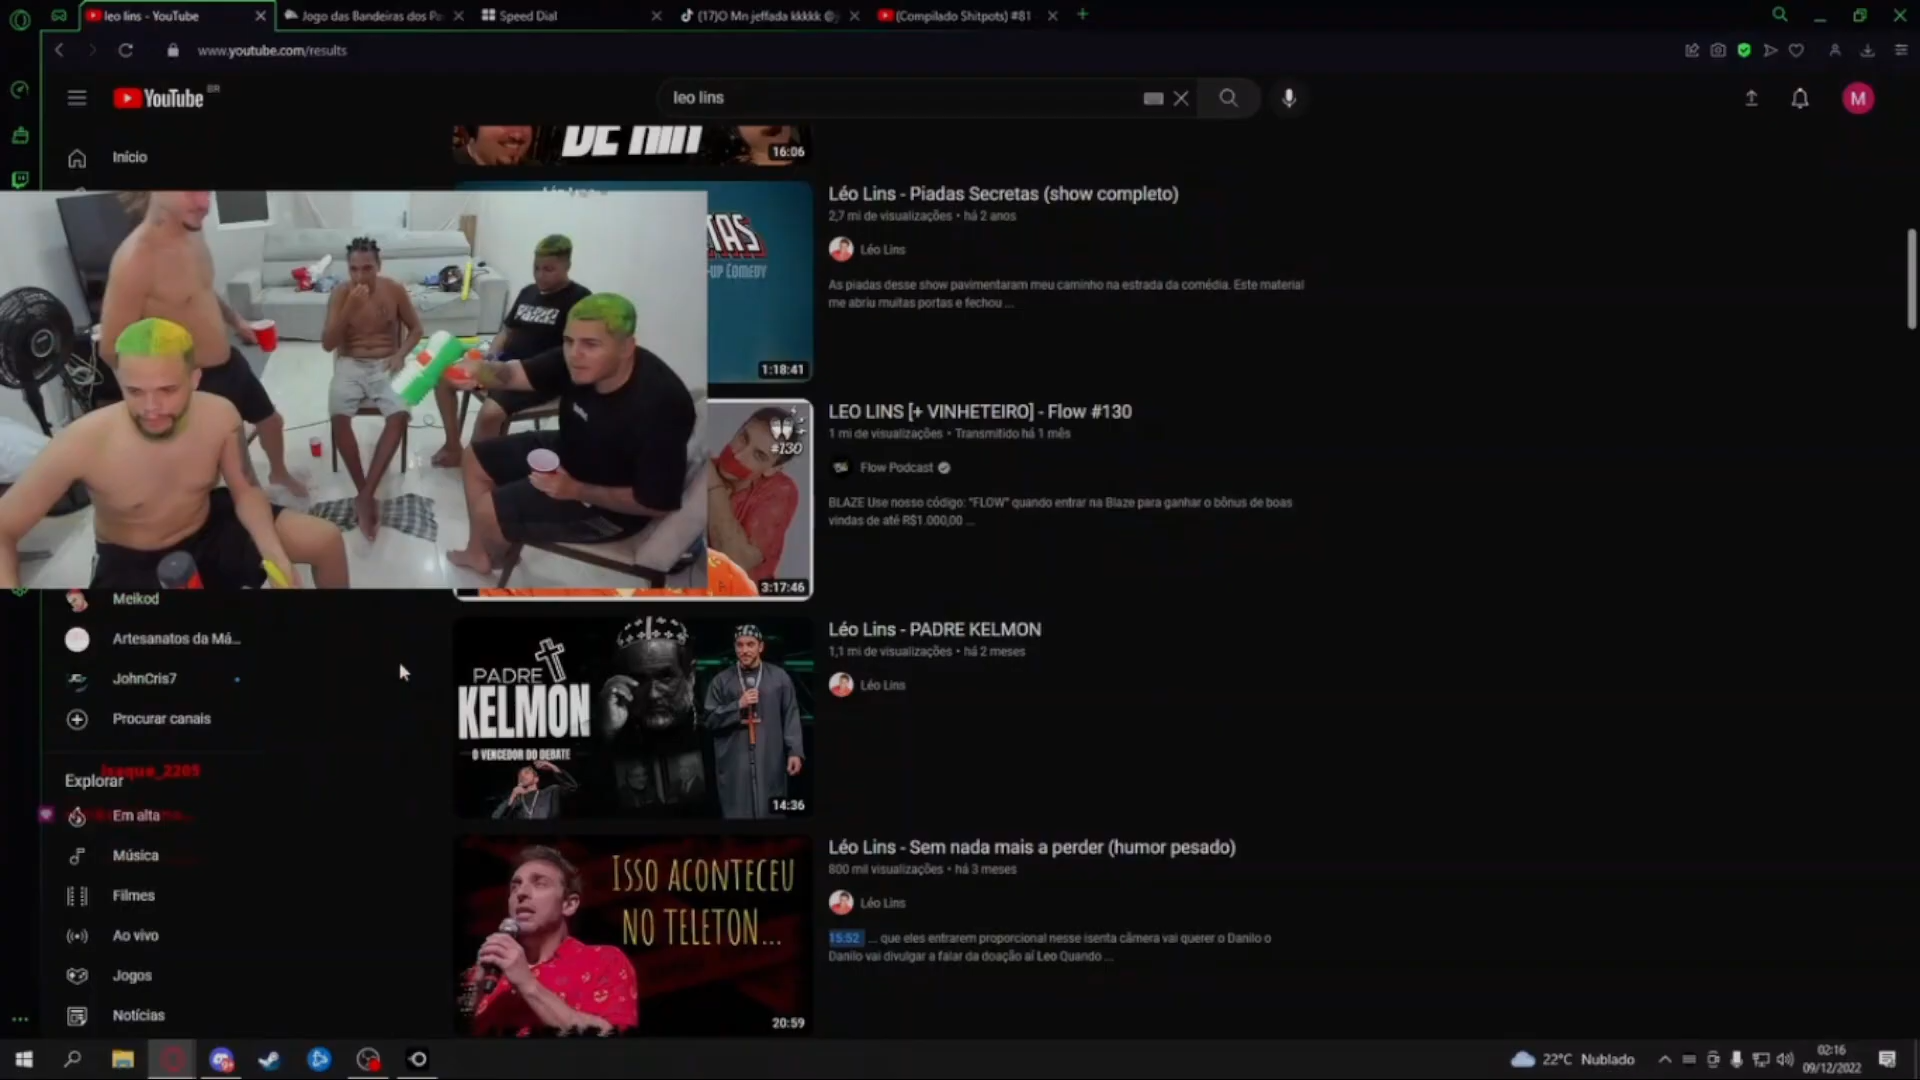 leo lins - YouTube
Jogo das Bandeiras dos Pa
Speed Dial
(17)O Mn jeffada kkkkk @j
(Compilado Shitpots) #81
www.youtube.com/results
YouTube BR
leo lins
M
Início
DE
16:06
Léo Lins - Piadas Secretas (show completo)
2,7 mi de visualizações • há 2 anos
Léo Lins
As piadas desse show pavimentaram meu caminho na estrada da comédia. Este material
me abriu muitas portas e fechou ...
-UP COMEDY
1:18:41
LEO LINS [+ VINHETEIRO] - Flow #130
1 mi de visualizações • Transmitido há 1 mês
Flow Podcast
BLAZE Use nosso código: "FLOW" quando entrar na Blaze para ganhar o bônus de boas
vindas de até R$1.000,00 ...
#130
3:17:46
Meikod
Artesanatos da Má...
JohnCris7
Procurar canais
Léo Lins - PADRE KELMON
1,1 mi de visualizações • há 2 meses
Léo Lins
PADRE
KELMON
O VENCEDOR DO DEBATE
14:36
isaque_2205
Explorar
Em alta
Música
Filmes
Ao vivo
Jogos
Notícias
Léo Lins - Sem nada mais a perder (humor pesado)
800 mil visualizações • há 3 meses
Léo Lins
15:52 ... que eles entrarem proporcional nesse isenta câmera vai querer o Danilo o
Danilo vai divulgar a falar da doação aí Leo Quando ...
ISSO ACONTECEU
NO TELETON...
20:59
22°C Nublado
02:16
09/12/2022